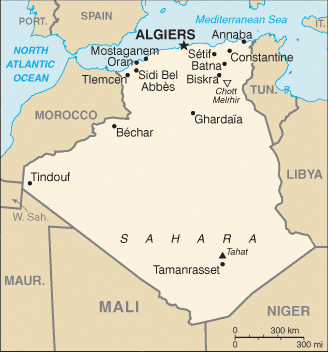 PORT.
SPAIN
Mediterranean Sea
ALGIERS
Annaba
NORTH
ATLANTIC
OCEAN
Mostaganem
Oran
Tlemcen
Sidi Bel
Abbès
Sétif
Batna
Biskra
Constantine
Chott
Melrhir
TUN.
MOROCCO
Ghardaïa
Béchar
LIBYA
Tindouf
W. Sah.
SAHARA
Tahat
Tamanrasset
MAUR.
MALI
NIGER
0 300 km
0 300 mi